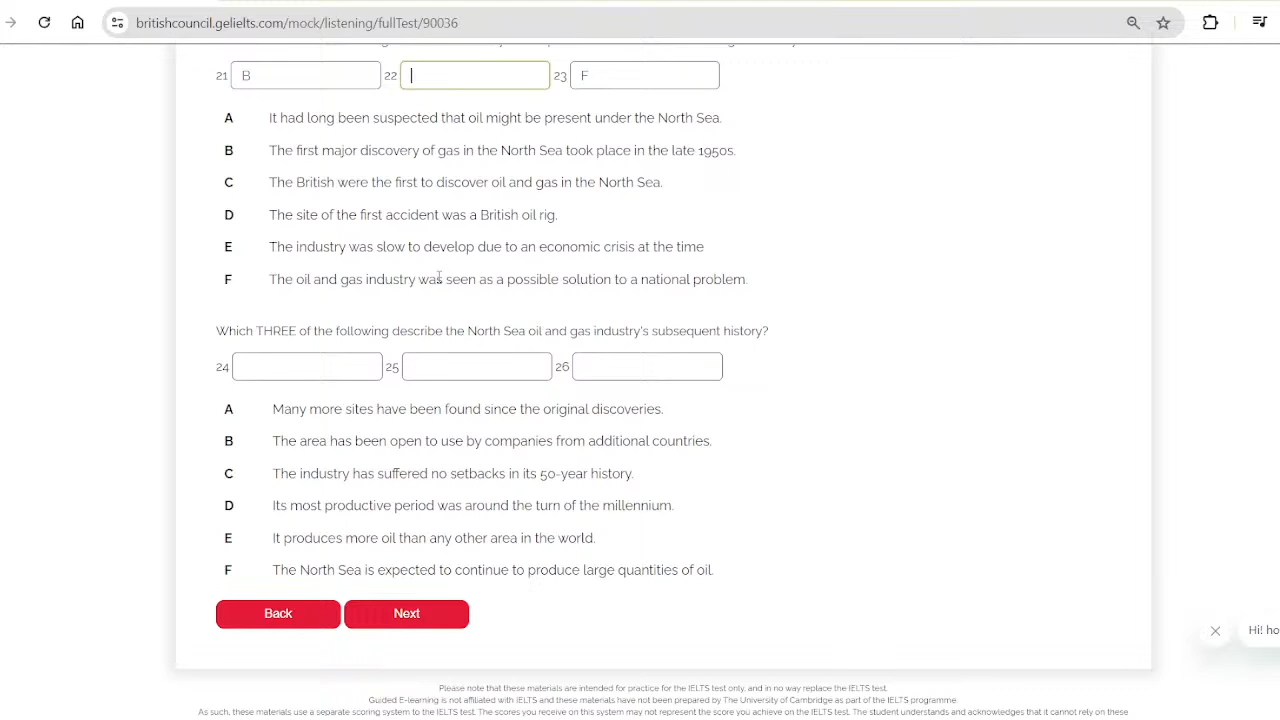 britishcouncil.gelielts.com/mock/listening/fullTest/90036
21 B 22 23 F
A It had long been suspected that oil might be present under the North Sea.
B The first major discovery of gas in the North Sea took place in the late 1950s.
C The British were the first to discover oil and gas in the North Sea.
D The site of the first accident was a British oil rig.
E The industry was slow to develop due to an economic crisis at the time
F The oil and gas industry was seen as a possible solution to a national problem.
Which THREE of the following describe the North Sea oil and gas industry's subsequent history?
24 25 26
A Many more sites have been found since the original discoveries.
B The area has been open to use by companies from additional countries.
C The industry has suffered no setbacks in its 50-year history.
D Its most productive period was around the turn of the millennium.
E It produces more oil than any other area in the world.
F The North Sea is expected to continue to produce large quantities of oil.
Back Next
Hi! ho
Please note that these materials are intended for practice for the IELTS test only, and in no way replace the IELTS test.
Guided E-learning is not affiliated with IELTS and these materials have not been prepared by The University of Cambridge as part of the IELTS programme
As such, these materials use a separate scoring system to the IELTS test. The scores you receive on this system may not represent the score you achieve on the IELTS test. The student understands and acknowledges that it cannot rely on these